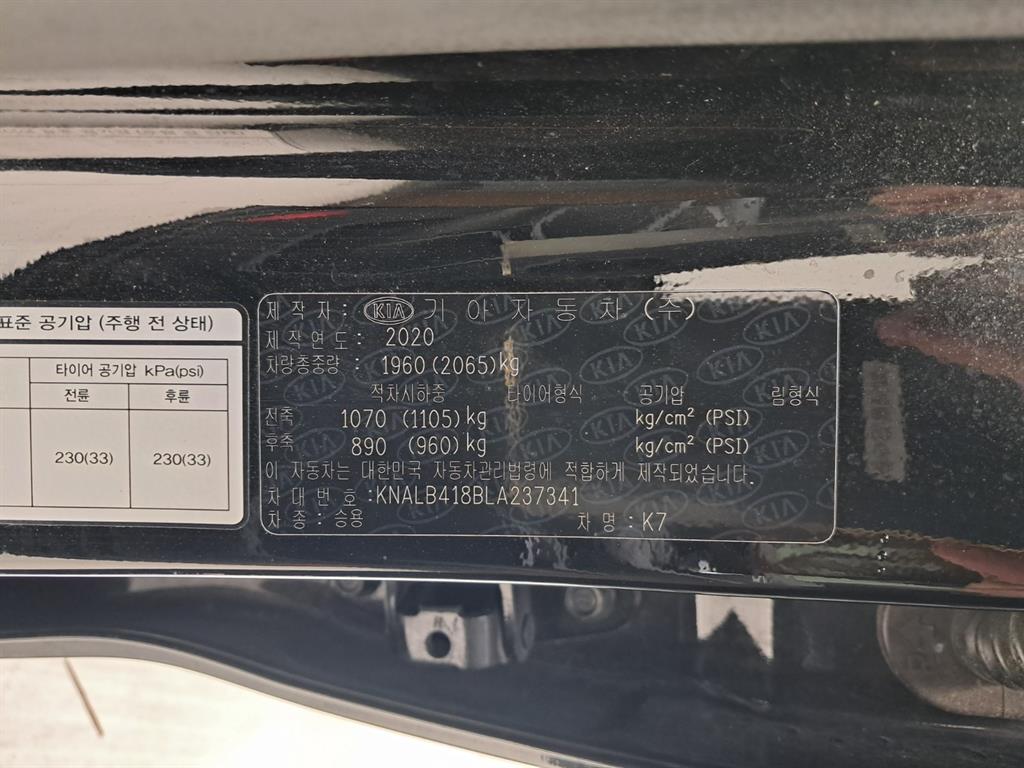 표준 공기압 (주행 전 상태)
타이어 공기압 kPa(psi)
전륜 후륜
230(33) 230(33)
제 작 자 : KIA 기 아 자 동 차 (주)
제 작 연 도 : 2020
차량총중량 : 1960 (2065)kg
적차시하중 타이어형식 공기압 림형식
전축 1070 (1105)kg kg/cm² (PSI)
후축 890 (960)kg kg/cm² (PSI)
이 자동차는 대한민국 자동차관리법령에 적합하게 제작되었습니다.
차 대 번 호 :KNALB418BLA237341
차 종 : 승용 차 명 : K7